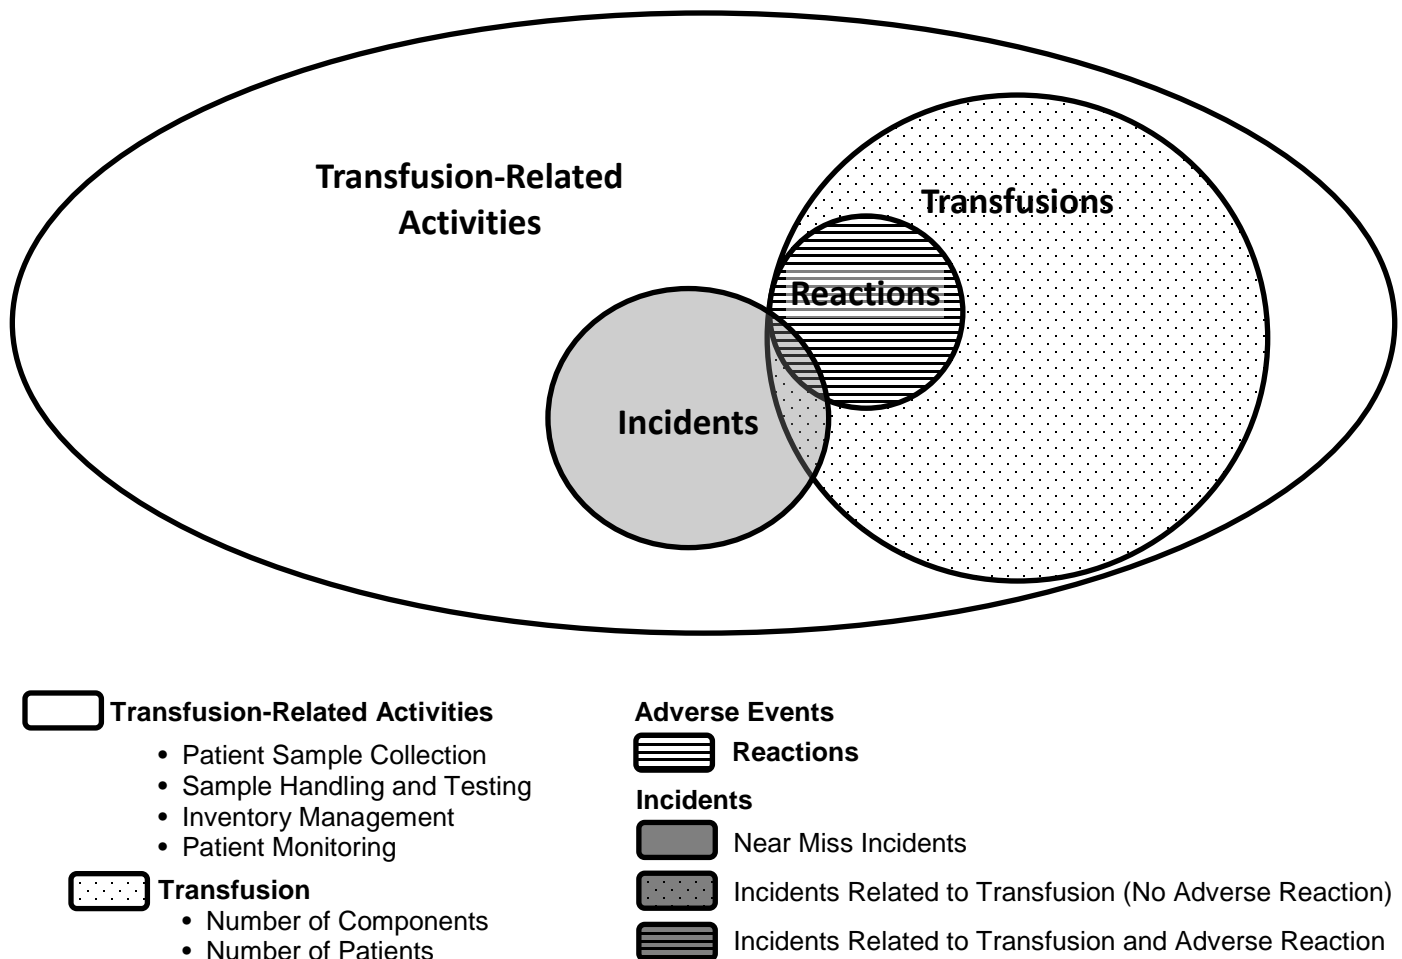 Transfusion-Related
Activities
Transfusions
Reactions
Incidents
Transfusion-Related Activities
• Patient Sample Collection
• Sample Handling and Testing
• Inventory Management
• Patient Monitoring
Transfusion
• Number of Components
• Number of Patients
Adverse Events
Reactions
Incidents
Near Miss Incidents
Incidents Related to Transfusion (No Adverse Reaction)
Incidents Related to Transfusion and Adverse Reaction